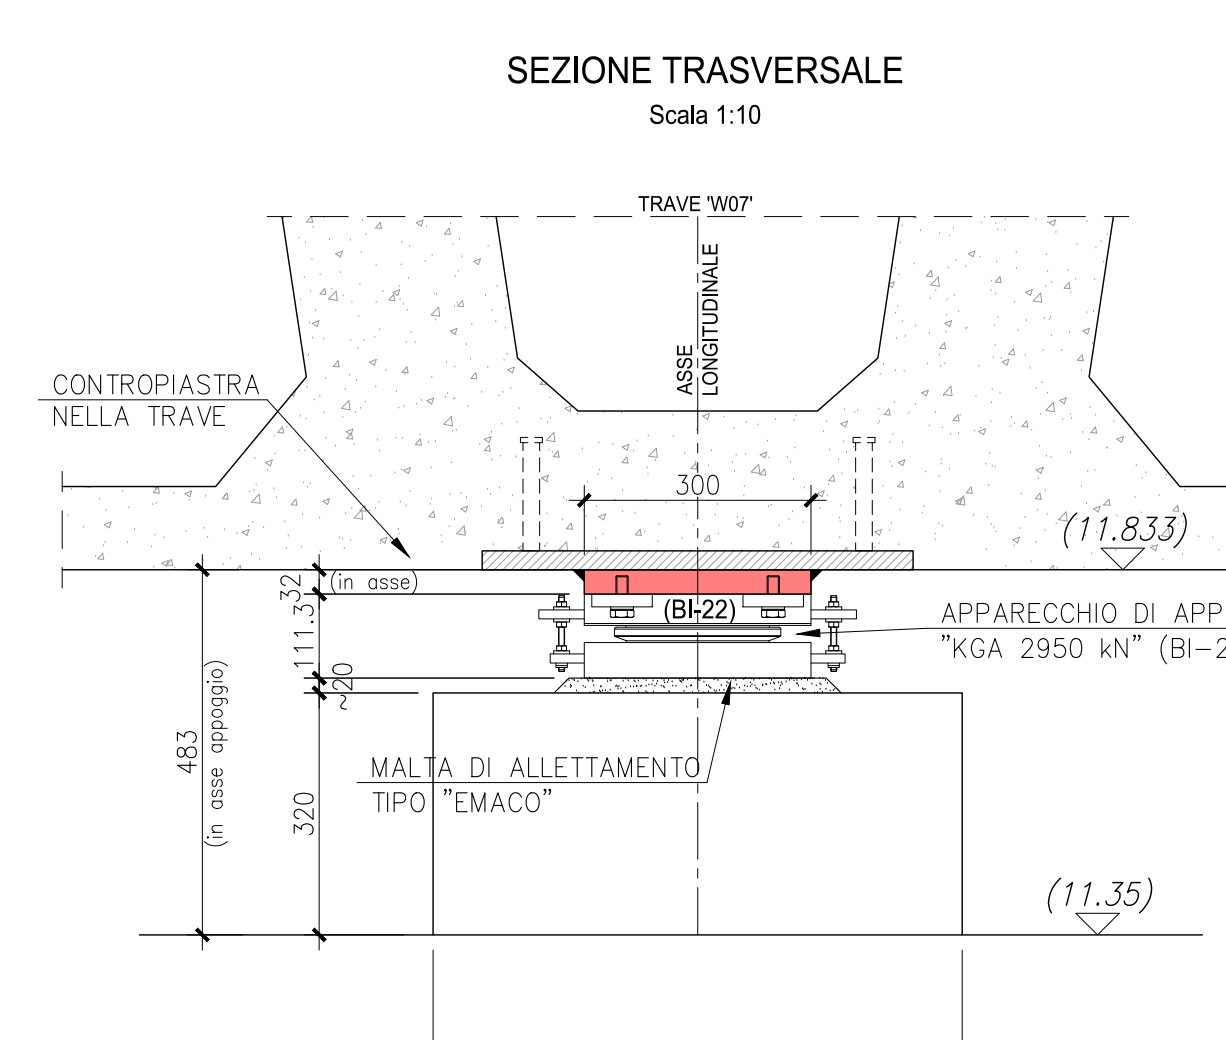 SEZIONE TRASVERSALE
Scala 1:10
TRAVE 'W07'
ASSE
LONGITUDINALE
CONTROPIASTRA
NELLA TRAVE
300
(11.833)
32
(in asse)
111.3
(BI-22)
APPARECCHIO DI APP
"KGA 2950 kN" (BI-2
~20
483
(in asse appoggio)
MALTA DI ALLETTAMENTO
TIPO "EMACO"
320
(11.35)